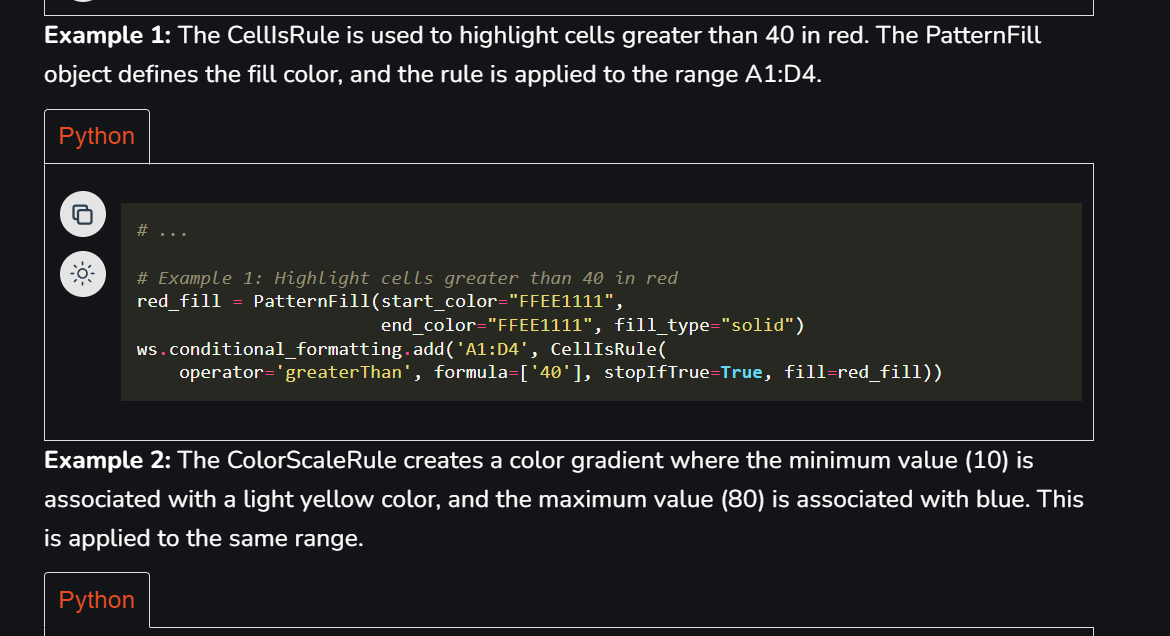 Example 1: The CellIsRule is used to highlight cells greater than 40 in red. The PatternFill
object defines the fill color, and the rule is applied to the range A1:D4.
Python
# ...
# Example 1: Highlight cells greater than 40 in red
red_fill = PatternFill(start_color="FFEE1111",
                       end_color="FFEE1111", fill_type="solid")
ws.conditional_formatting.add('A1:D4', CellIsRule(
    operator='greaterThan', formula=['40'], stopIfTrue=True, fill=red_fill))
Example 2: The ColorScaleRule creates a color gradient where the minimum value (10) is
associated with a light yellow color, and the maximum value (80) is associated with blue. This
is applied to the same range.
Python